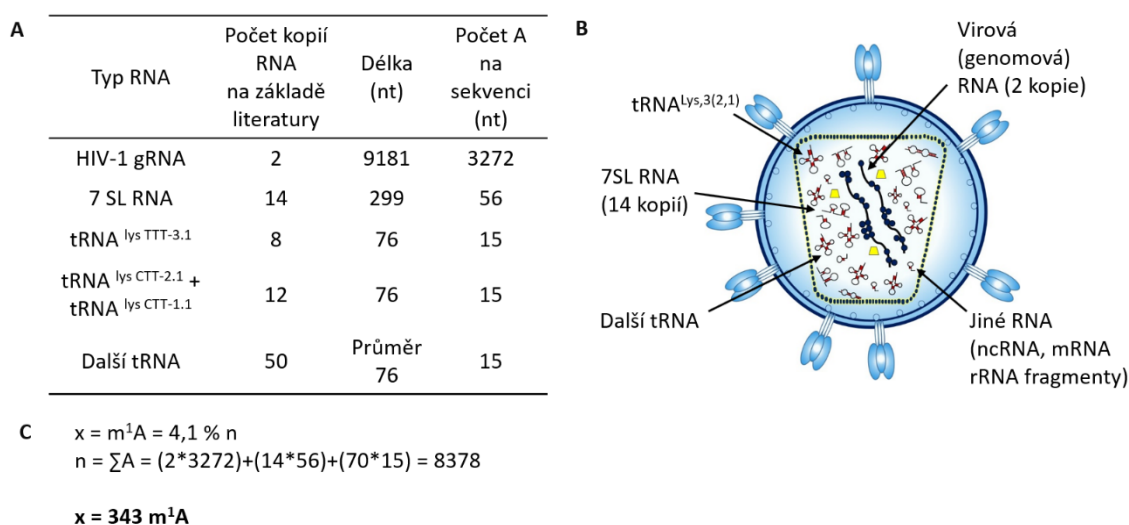 A
Typ RNA
Počet kopií
RNA
na základě
literatury
Délka
(nt)
Počet A
na
sekvenci
(nt)
HIV-1 gRNA 2 9181 3272
7 SL RNA 14 299 56
tRNA lys TTT-3.1 8 76 15
tRNA lys CTT-2.1 +
tRNA lys CTT-1.1 12 76 15
Další tRNA 50 Průměr
76 15
B
Virová
(genomová)
RNA (2 kopie)
tRNALys,3(2,1)
7SL RNA
(14 kopií)
Další tRNA
Jiné RNA
(ncRNA, mRNA
rRNA fragmenty)
C
x = m¹A = 4,1 % n
n = ∑A = (2*3272)+(14*56)+(70*15) = 8378
x = 343 m¹A